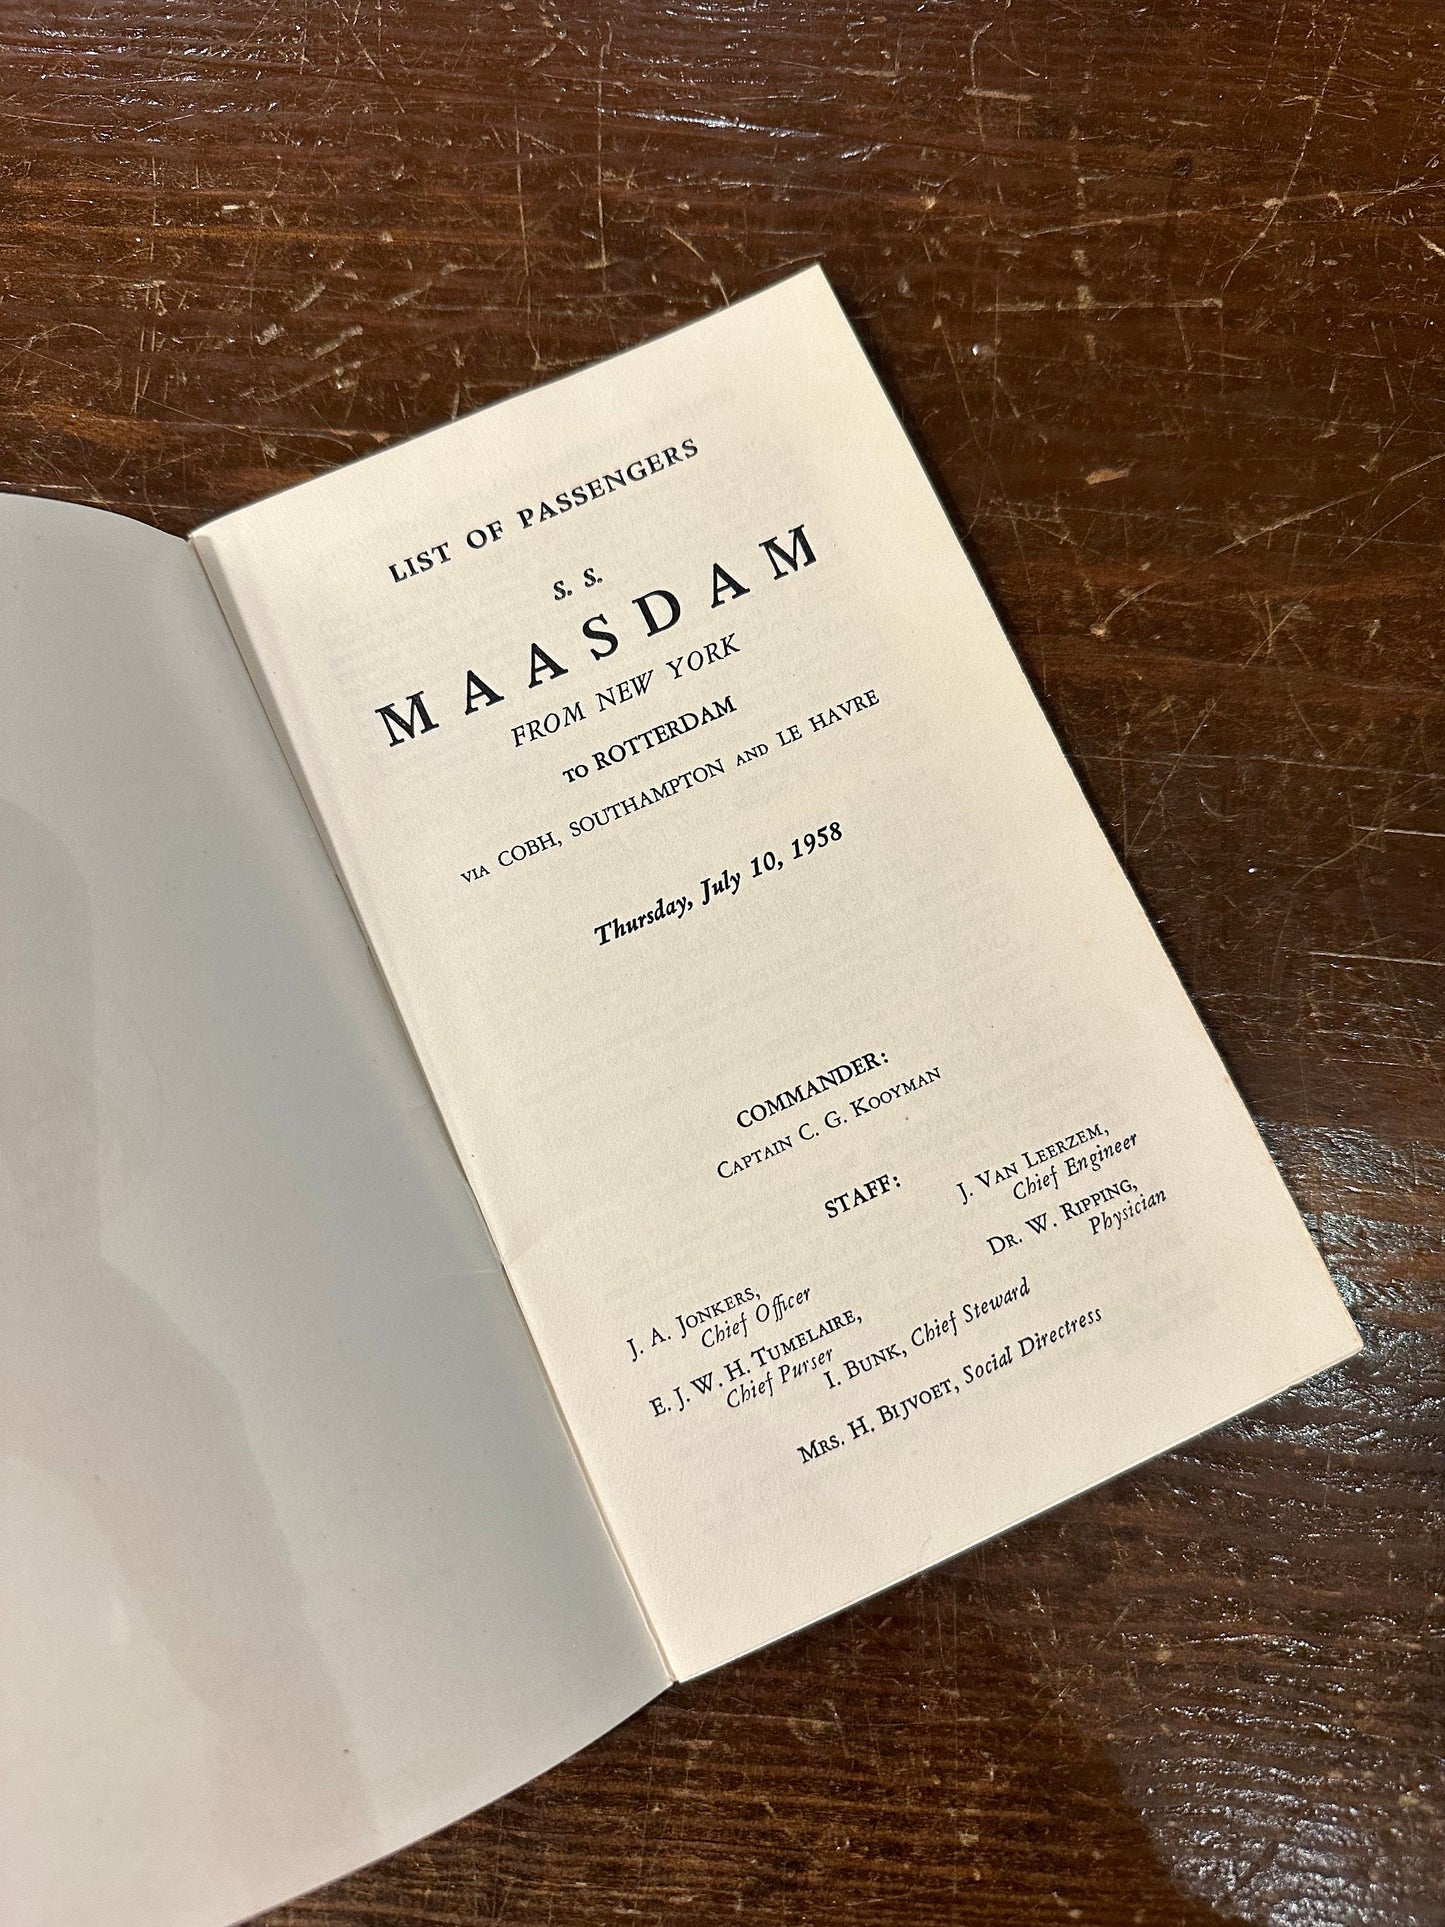 LIST OF PASSENGERS
S. S.
MAASDAM
FROM NEW YORK
TO ROTTERDAM
VIA COBH, SOUTHAMPTON AND LE HAVRE
Thursday, July 10, 1958
COMMANDER:
CAPTAIN C. G. KOOYMAN
STAFF:
J. A. JONKERS,
Chief Officer
J. VAN LEERZEM,
Chief Engineer
E. J. W. H. TUMELAIRE,
Chief Purser
DR. W. RIPPING,
Physician
I. BUNK, Chief Steward
MRS. H. BIJVOET, Social Directress